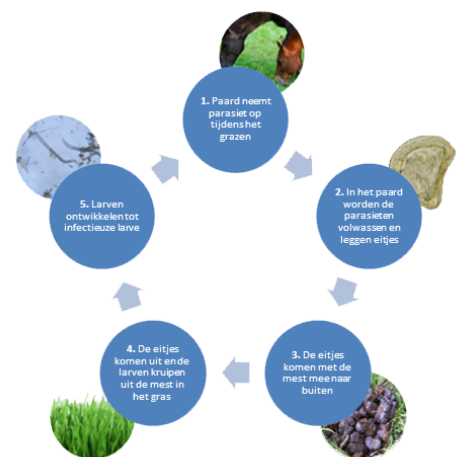 1. Paard neemt
parasiet op
tijdens het
grazen
2. In het paard
worden de
parasieten
volwassen en
leggen eitjes
3. De eitjes
komen met de
mest mee naar
buiten
4. De eitjes
komen uit en de
larven kruipen
uit de mest in
het gras
5. Larven
ontwikkelen tot
infectieuze larve